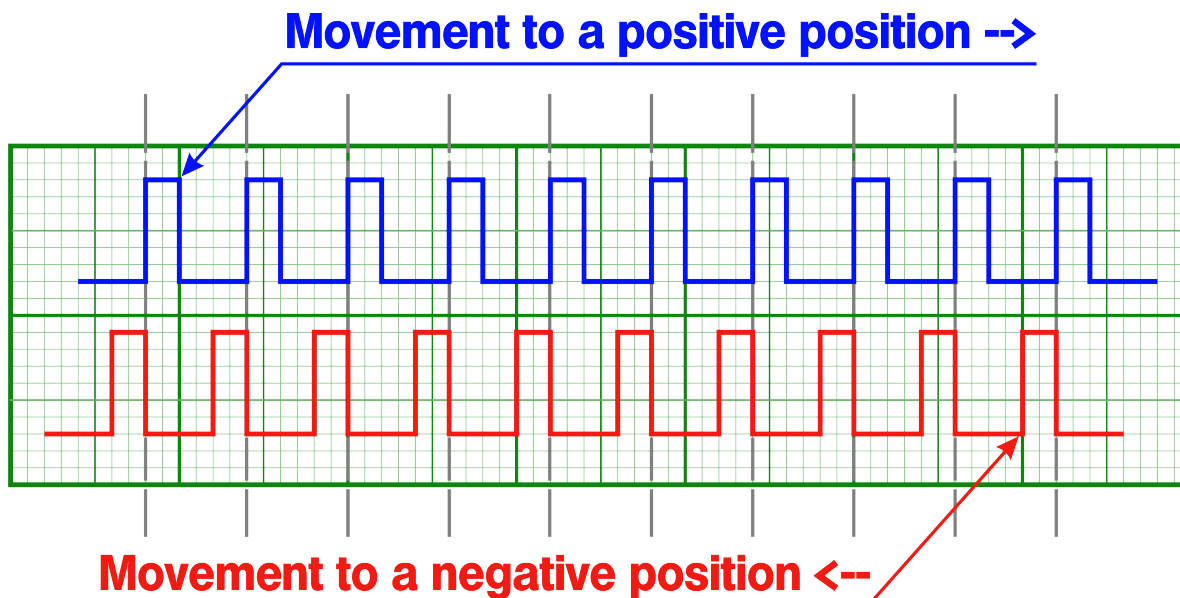 Movement to a positive position -->
Movement to a negative position <--